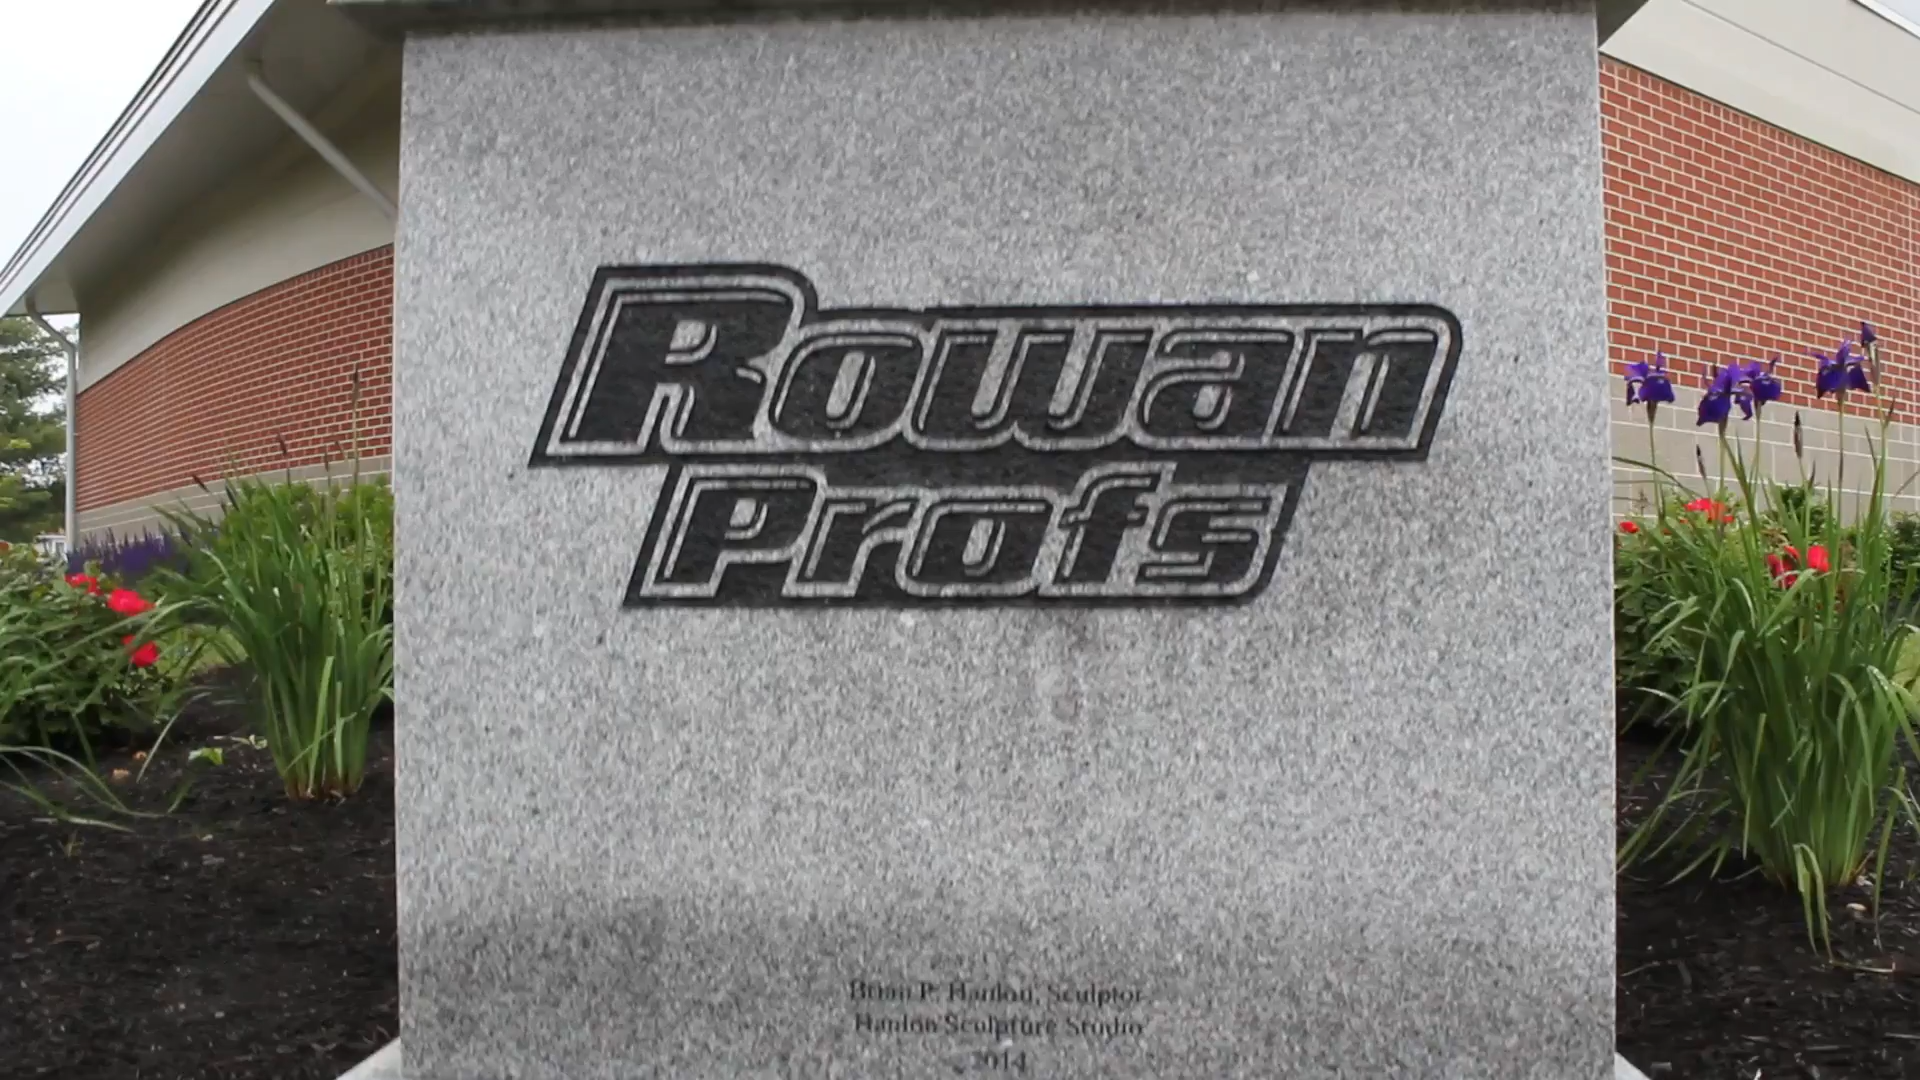 Rowan
Profs
Brian P. Hanlon, Sculptor
Hanlon Sculpture Studio
2014